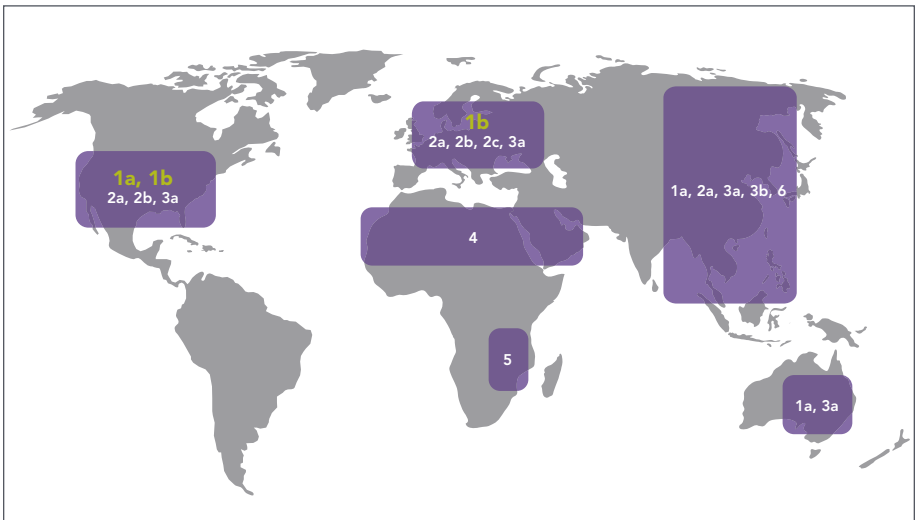 1a, 1b
2a, 2b, 3a
1b
2a, 2b, 2c, 3a
4
5
1a, 2a, 3a, 3b, 6
1a, 3a